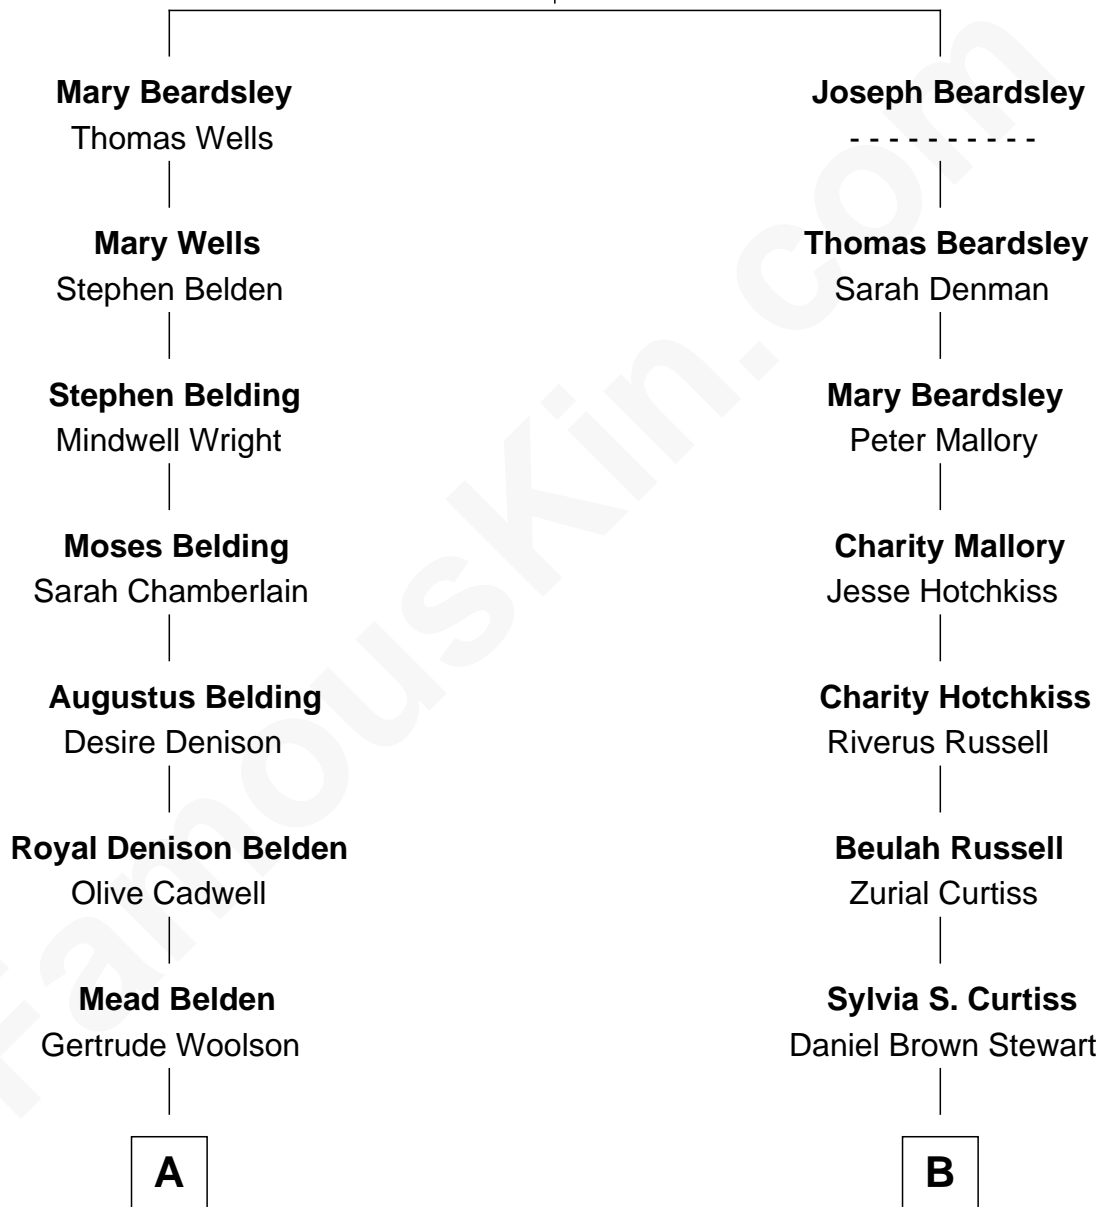 Mary Beardsley
Thomas Wells
Mary Wells
Stephen Belden
Stephen Belding
Mindwell Wright
Moses Belding
Sarah Chamberlain
Augustus Belding
Desire Denison
Royal Denison Belden
Olive Cadwell
Mead Belden
Gertrude Woolson
A
Joseph Beardsley
- - - - - - - - - -
Thomas Beardsley
Sarah Denman
Mary Beardsley
Peter Mallory
Charity Mallory
Jesse Hotchkiss
Charity Hotchkiss
Riverus Russell
Beulah Russell
Zurial Curtiss
Sylvia S. Curtiss
Daniel Brown Stewart
B
FamousKin.com